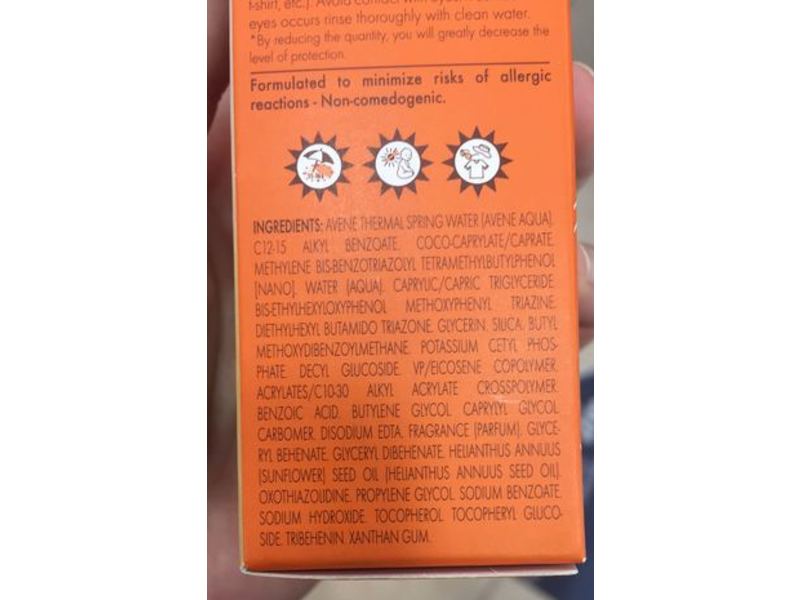 t-shirt, etc.). Avoid contact with
eyes occurs rinse thoroughly with clean water.
*By reducing the quantity, you will greatly decrease the
level of protection.
Formulated to minimize risks of allergic
reactions - Non-comedogenic.
INGREDIENTS: AVENE THERMAL SPRING WATER (AVENE AQUA).
C12-15 ALKYL BENZOATE. COCO-CAPRYLATE/CAPRATE.
METHYLENE BIS-BENZOTRIAZOLYL TETRAMETHYLBUTYLPHENOL
[NANO]. WATER (AQUA). CAPRYLIC/CAPRIC TRIGLYCERIDE.
BIS-ETHYLHEXYLOXYPHENOL METHOXYPHENYL TRIAZINE.
DIETHYLHEXYL BUTAMIDO TRIAZONE. GLYCERIN. SILICA. BUTYL
METHOXYDIBENZOYLMETHANE. POTASSIUM CETYL PHOS-
PHATE. DECYL GLUCOSIDE. VP/EICOSENE COPOLYMER.
ACRYLATES/C10-30 ALKYL ACRYLATE CROSSPOLYMER.
BENZOIC ACID. BUTYLENE GLYCOL. CAPRYLYL GLYCOL.
CARBOMER. DISODIUM EDTA. FRAGRANCE (PARFUM). GLYCE-
RYL BEHENATE. GLYCERYL DIBEHENATE. HELIANTHUS ANNUUS
(SUNFLOWER) SEED OIL (HELIANTHUS ANNUUS SEED OIL).
OXOTHIAZOLIDINE. PROPYLENE GLYCOL. SODIUM BENZOATE.
SODIUM HYDROXIDE. TOCOPHEROL. TOCOPHERYL GLUCO-
SIDE. TRIBEHENIN. XANTHAN GUM.